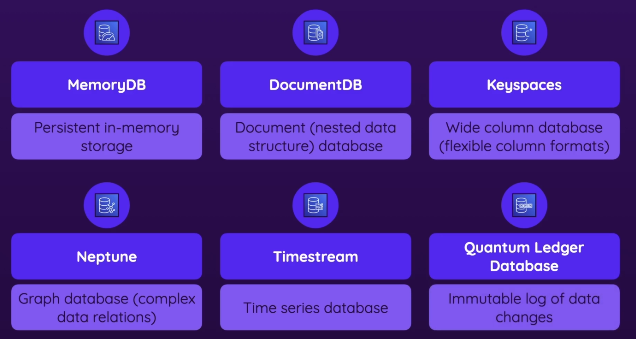 MemoryDB
Persistent in-memory
storage
DocumentDB
Document (nested data
structure) database
Keyspaces
Wide column database
(flexible column formats)
Neptune
Graph database (complex
data relations)
Timestream
Time series database
Quantum Ledger
Database
Immutable log of data
changes